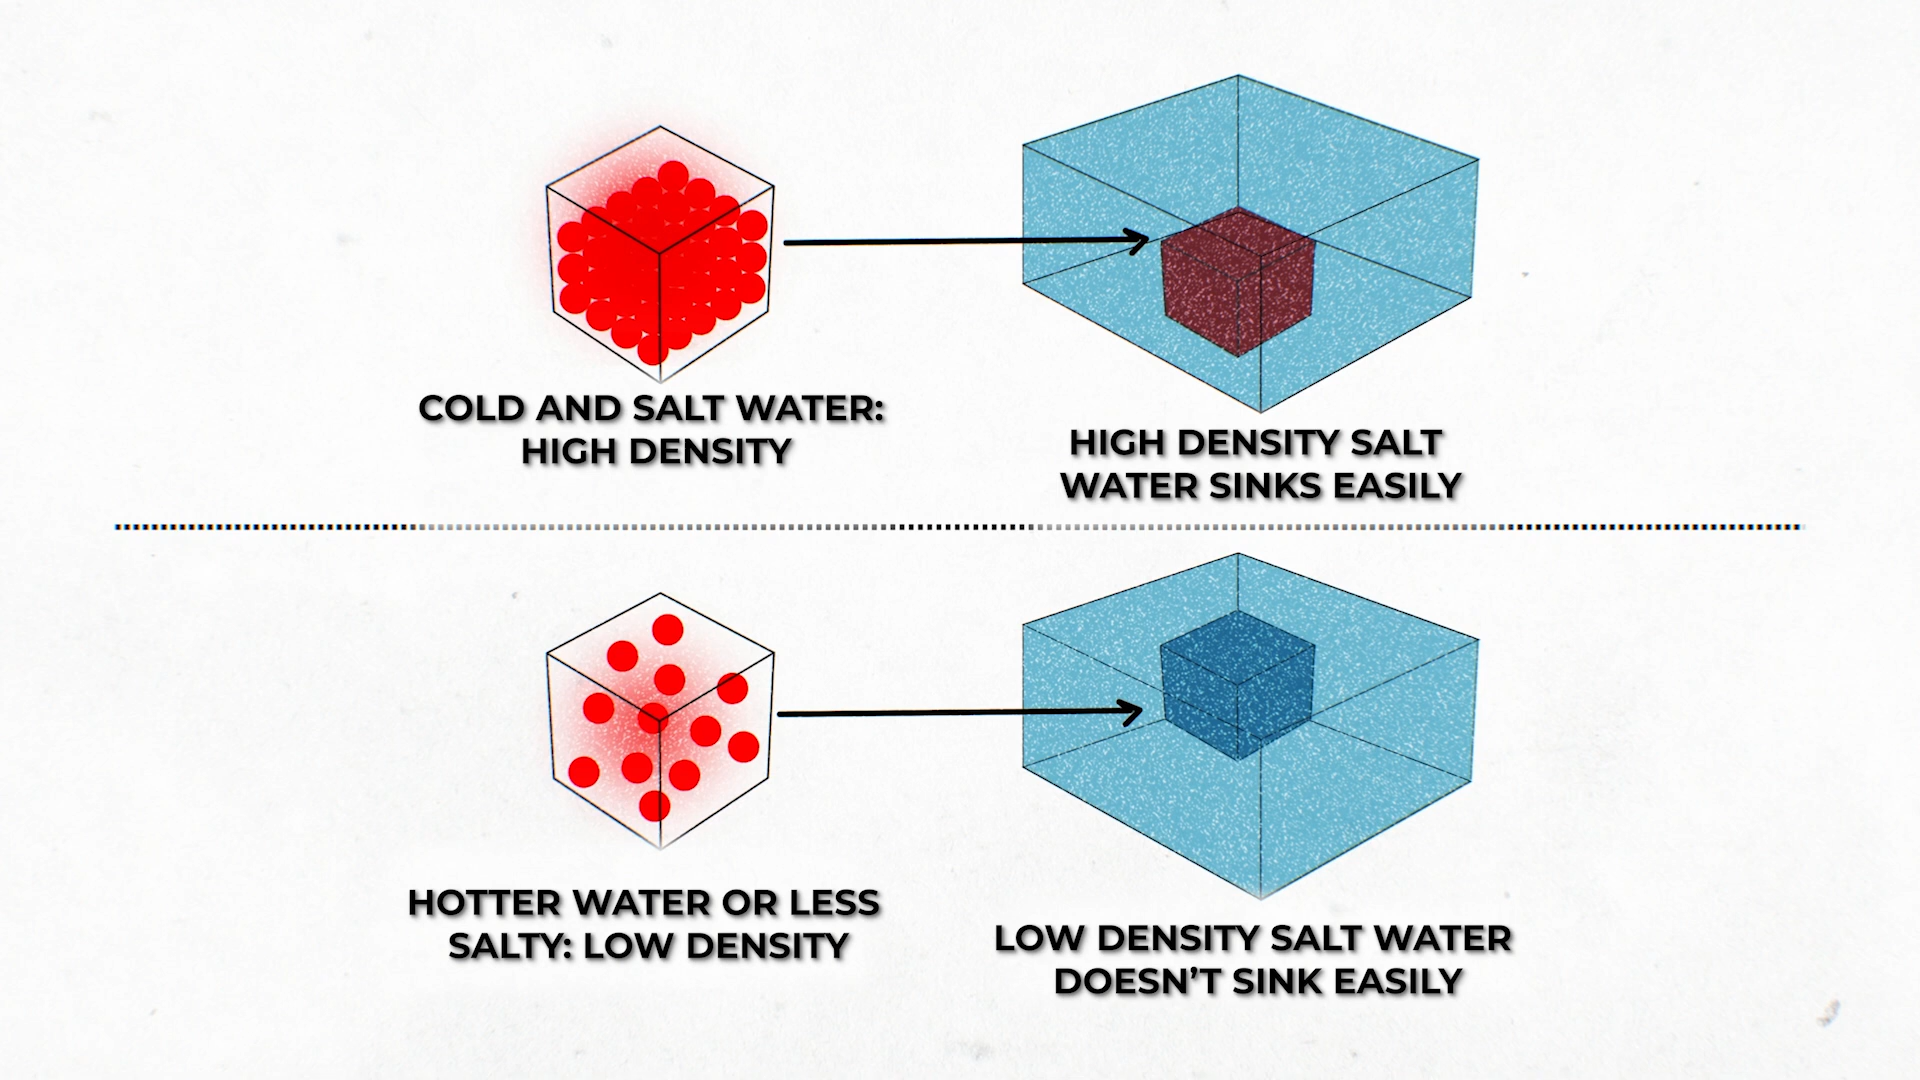 COLD AND SALT WATER:
HIGH DENSITY
HIGH DENSITY SALT
WATER SINKS EASILY
HOTTER WATER OR LESS
SALTY: LOW DENSITY
LOW DENSITY SALT WATER
DOESN’T SINK EASILY